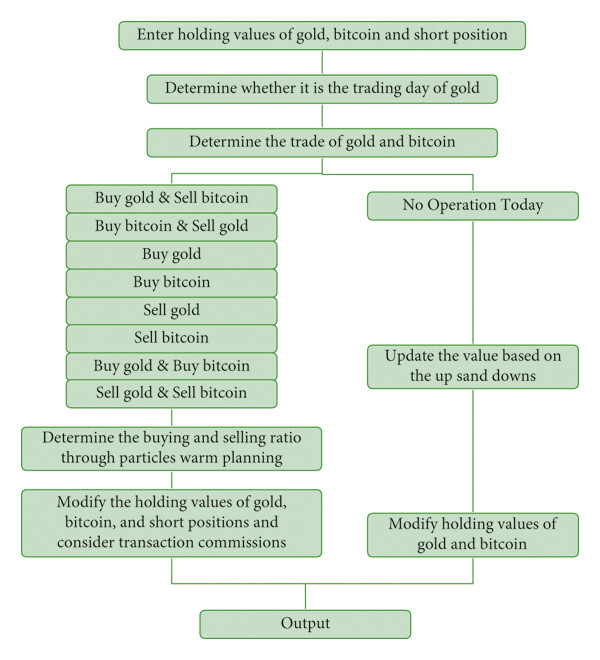 Enter holding values of gold, bitcoin and short position
Determine whether it is the trading day of gold
Determine the trade of gold and bitcoin
Buy gold & Sell bitcoin
Buy bitcoin & Sell gold
Buy gold
Buy bitcoin
Sell gold
Sell bitcoin
Buy gold & Buy bitcoin
Sell gold & Sell bitcoin
Determine the buying and selling ratio
through particles warm planning
Modify the holding values of gold,
bitcoin, and short positions and
consider transaction commissions
No Operation Today
Update the value based on
the up sand downs
Modify holding values of
gold and bitcoin
Output